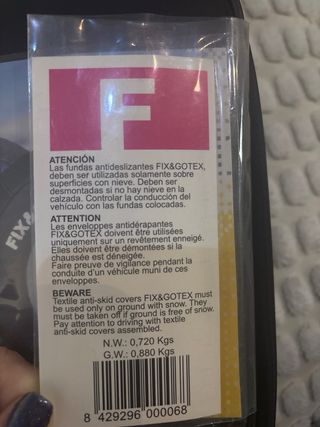 F
ATENCIÓN
Las fundas antideslizantes FIX&GOTEX,
deben ser utilizadas solamente sobre
superficies con nieve. Deben ser
desmontadas si no hay nieve en la
calzada. Controlar la conducción del
vehículo con las fundas colocadas.
ATTENTION
Les enveloppes antidérapantes
FIX&GOTEX doivent être utilisées
uniquement sur un revêtement enneigé.
Elles doivent être démontées si la
chaussée est déneigée.
Faire preuve de vigilance pendant la
conduite d'un véhicule muni de ces
enveloppes.
BEWARE
Textile anti-skid covers FIX&GOTEX must
be used only on ground with snow. They
must be taken off if ground is free of snow.
Pay attention to driving with textile
anti-skid covers assembled.
N.W.: 0,720 Kgs
G.W.: 0,880 Kgs
8 429296 000068
FIX&